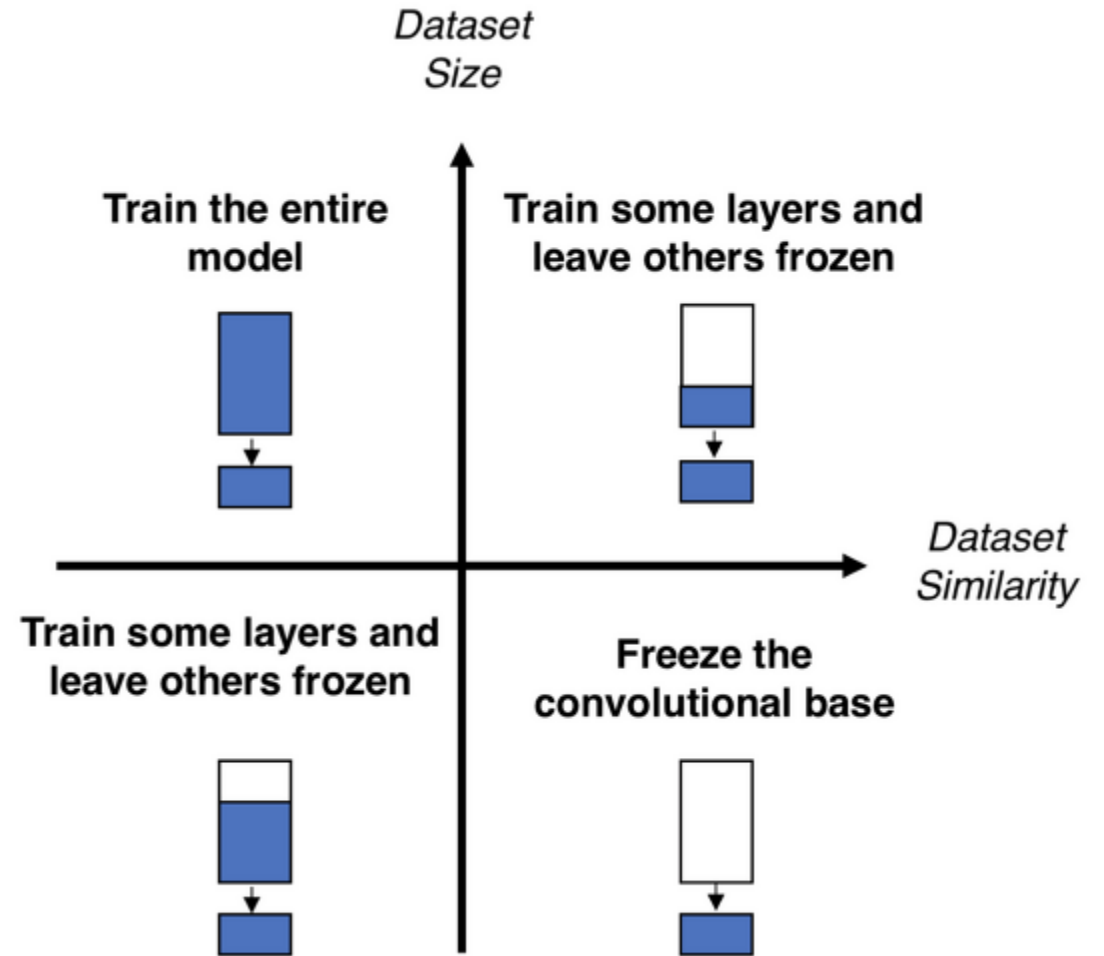 Dataset
Size
Train the entire
model
Train some layers and
leave others frozen
Dataset
Similarity
Train some layers and
leave others frozen
Freeze the
convolutional base